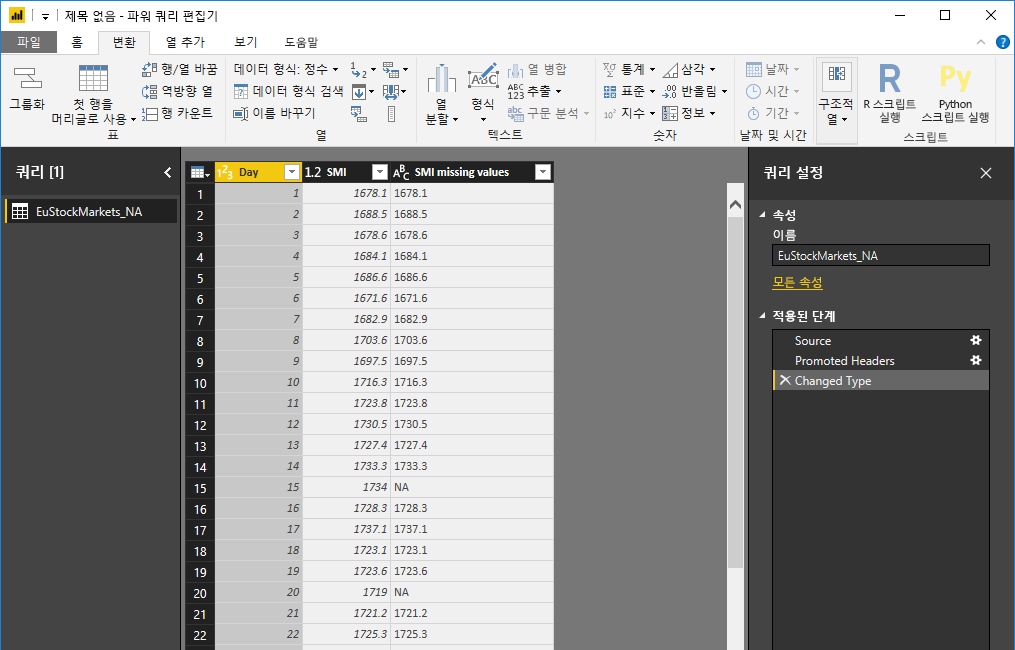 제목 없음 - 파워 쿼리 편집기
파일 홈 변환 열 추가 보기 도움말
그룹화
첫 행을
머리글로 사용
행/열 바꿈
역방향 열
행 카운트
표
데이터 형식: 정수
데이터 형식 검색
이름 바꾸기
열
열
분할
형식
열 병합
추출
구문 분석
텍스트
통계
표준
지수
삼각
반올림
정보
숫자
날짜
시간
기간
날짜 및 시간
구조적
열
R 스크립트
실행
Python
스크립트 실행
스크립트
쿼리 [1]
EuStockMarkets_NA
Day 1.2 SMI SMI missing values
1 1 1678.1 1678.1
2 2 1688.5 1688.5
3 3 1678.6 1678.6
4 4 1684.1 1684.1
5 5 1686.6 1686.6
6 6 1671.6 1671.6
7 7 1682.9 1682.9
8 8 1703.6 1703.6
9 9 1697.5 1697.5
10 10 1716.3 1716.3
11 11 1723.8 1723.8
12 12 1730.5 1730.5
13 13 1727.4 1727.4
14 14 1733.3 1733.3
15 15 1734 NA
16 16 1728.3 1728.3
17 17 1737.1 1737.1
18 18 1723.1 1723.1
19 19 1723.6 1723.6
20 20 1719 NA
21 21 1721.2 1721.2
22 22 1725.3 1725.3
쿼리 설정
속성
이름
EuStockMarkets_NA
모든 속성
적용된 단계
Source
Promoted Headers
Changed Type